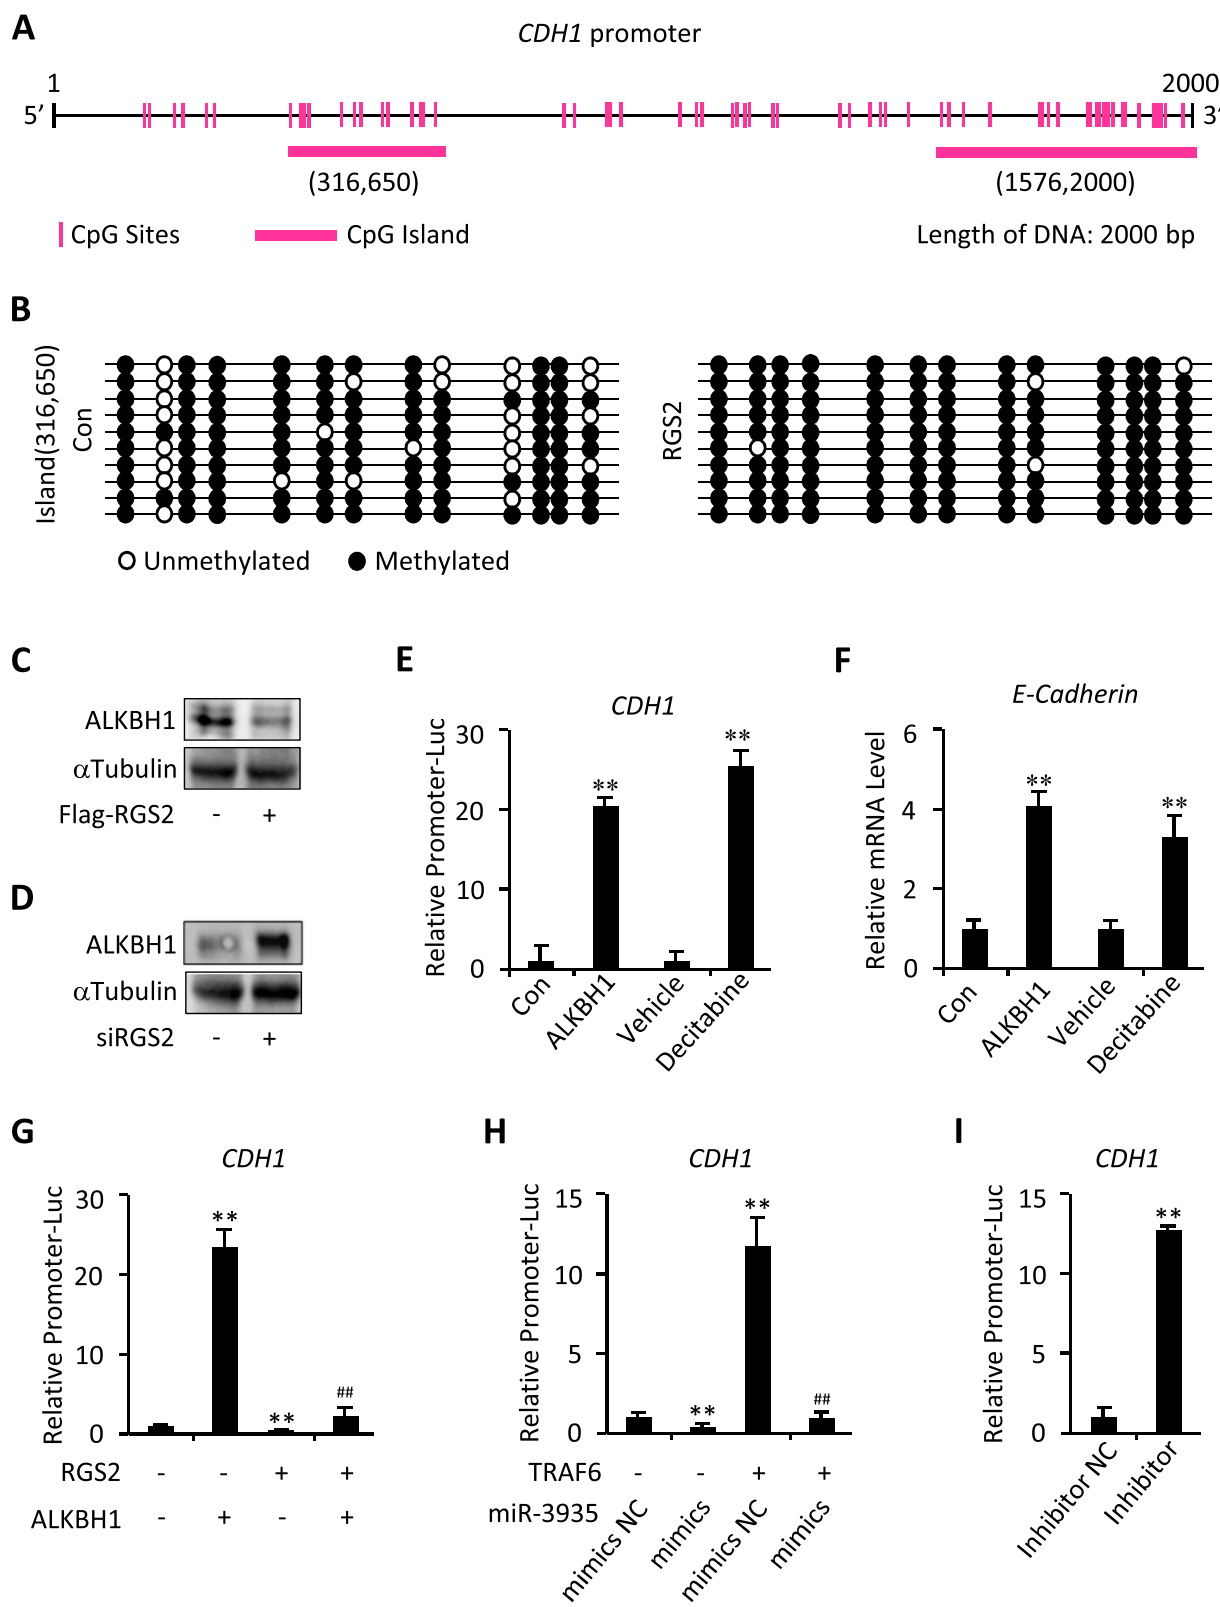 A
CDH1 promoter
1
2000
5’
3’
(316,650)
(1576,2000)
CpG Sites
CpG Island
Length of DNA: 2000 bp
B
Island(316,650)
Con
RGS2
Unmethylated
Methylated
C
ALKBH1
αTubulin
Flag-RGS2 - +
D
ALKBH1
αTubulin
siRGS2 - +
E
CDH1
Relative Promoter-Luc
30
20
10
0
**
**
Con
ALKBH1
Vehicle
Decitabine
F
E-Cadherin
Relative mRNA Level
6
4
2
0
**
**
Con
ALKBH1
Vehicle
Decitabine
G
CDH1
Relative Promoter-Luc
30
20
10
0
**
**
##
RGS2 - - + +
ALKBH1 - + - +
H
CDH1
Relative Promoter-Luc
15
10
5
0
**
**
##
TRAF6 - - + +
miR-3935 mimics NC mimics mimics NC mimics
I
CDH1
Relative Promoter-Luc
15
10
5
0
**
Inhibitor NC
Inhibitor